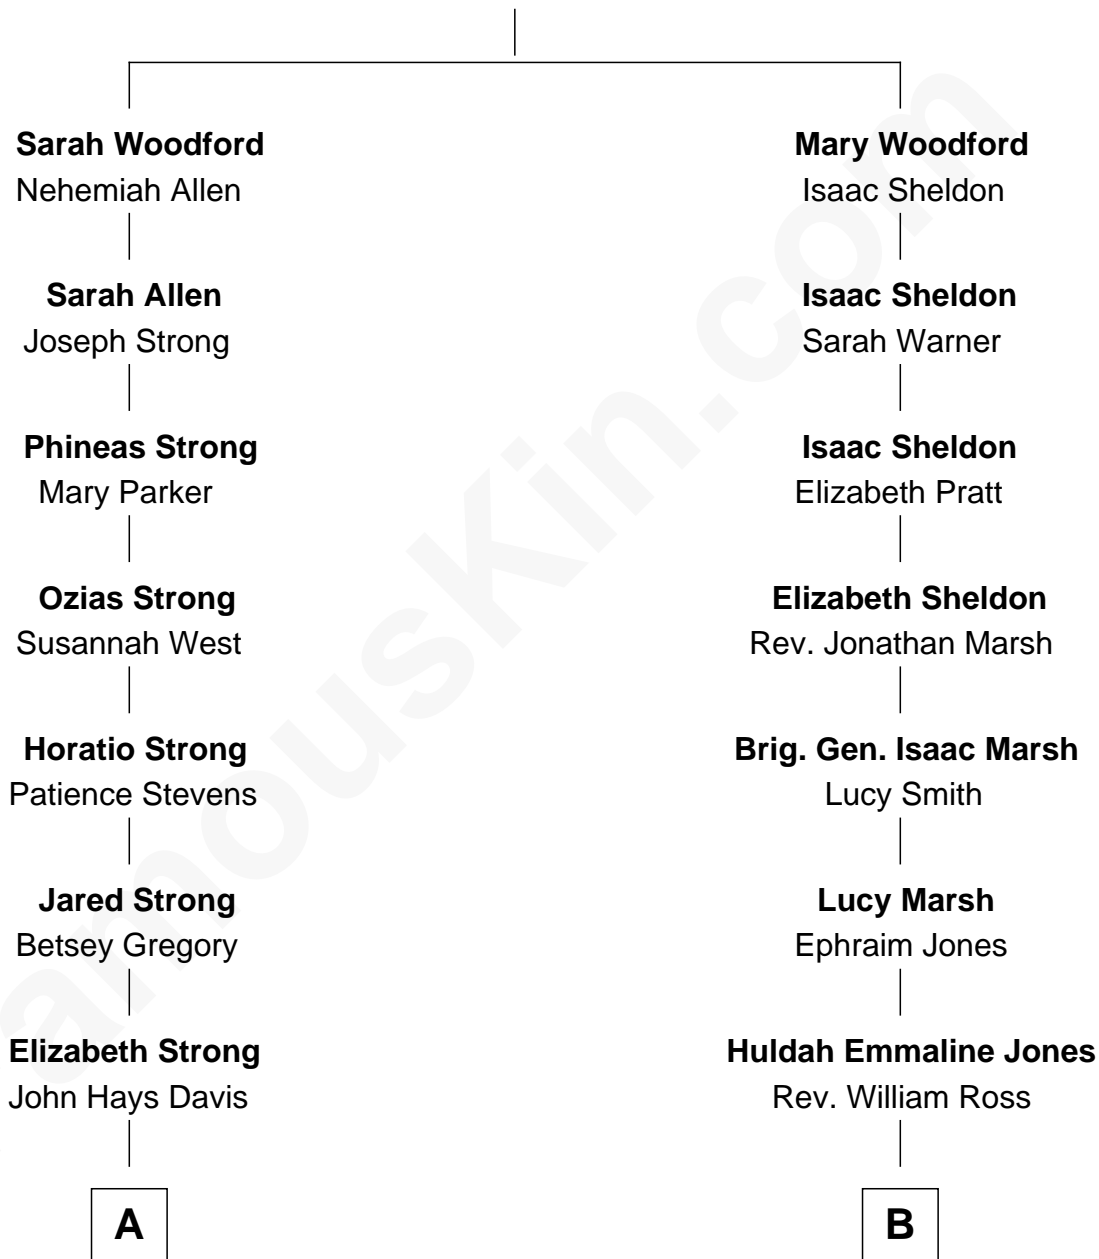 Sarah Woodford
Nehemiah Allen
Sarah Allen
Joseph Strong
Phineas Strong
Mary Parker
Ozias Strong
Susannah West
Horatio Strong
Patience Stevens
Jared Strong
Betsey Gregory
Elizabeth Strong
John Hays Davis
A
Mary Woodford
Isaac Sheldon
Isaac Sheldon
Sarah Warner
Isaac Sheldon
Elizabeth Pratt
Elizabeth Sheldon
Rev. Jonathan Marsh
Brig. Gen. Isaac Marsh
Lucy Smith
Lucy Marsh
Ephraim Jones
Huldah Emmaline Jones
Rev. William Ross
B
amousKin.com